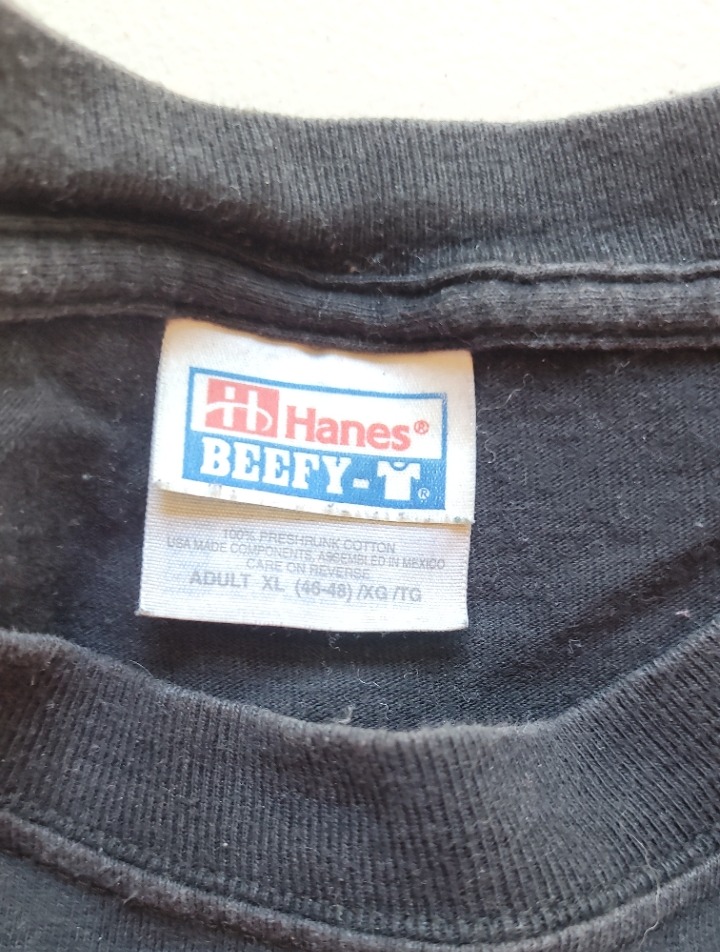 Hanes®
BEEFY-T®
100% PRESHRUNK COTTON
USA MADE COMPONENTS, ASSEMBLED IN MEXICO
CARE ON REVERSE
ADULT XL (46-48) /XG /TG